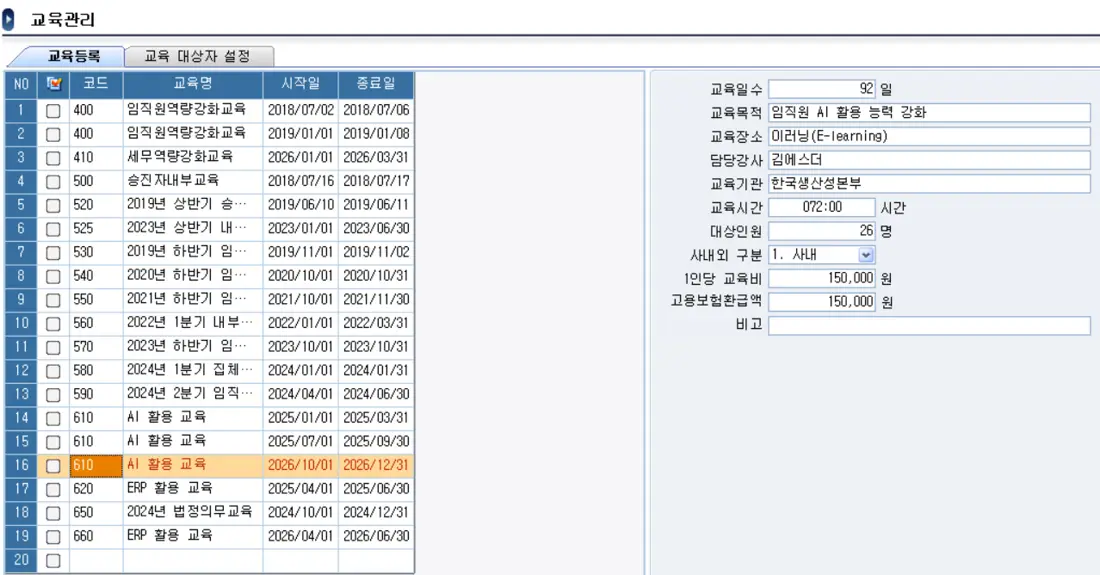 교육관리
교육등록 교육 대상자 설정
NO 코드 교육명 시작일 종료일
1 400 임직원역량강화교육 2018/07/02 2018/07/06
2 400 임직원역량강화교육 2019/01/01 2019/01/08
3 410 세무역량강화교육 2026/01/01 2026/03/31
4 500 승진자내부교육 2018/07/16 2018/07/17
5 520 2019년 상반기 승… 2019/06/10 2019/06/11
6 525 2023년 상반기 내… 2023/01/01 2023/06/30
7 530 2019년 하반기 임… 2019/11/01 2019/11/02
8 540 2020년 하반기 임… 2020/10/01 2020/10/31
9 550 2021년 하반기 임… 2021/10/01 2021/11/30
10 560 2022년 1분기 내부… 2022/01/01 2022/03/31
11 570 2023년 하반기 임… 2023/10/01 2023/10/31
12 580 2024년 1분기 집체… 2024/01/01 2024/01/31
13 590 2024년 2분기 임직… 2024/04/01 2024/06/30
14 610 AI 활용 교육 2025/01/01 2025/03/31
15 610 AI 활용 교육 2025/07/01 2025/09/30
16 610 AI 활용 교육 2026/10/01 2026/12/31
17 620 ERP 활용 교육 2025/04/01 2025/06/30
18 650 2024년 법정의무교육 2024/10/01 2024/12/31
19 660 ERP 활용 교육 2026/04/01 2026/06/30
20
교육일수 92 일
교육목적 임직원 AI 활용 능력 강화
교육장소 이러닝(E-learning)
담당강사 김에스더
교육기관 한국생산성본부
교육시간 072:00 시간
대상인원 26 명
사내외 구분 1. 사내
1인당 교육비 150,000 원
고용보험환급액 150,000 원
비고